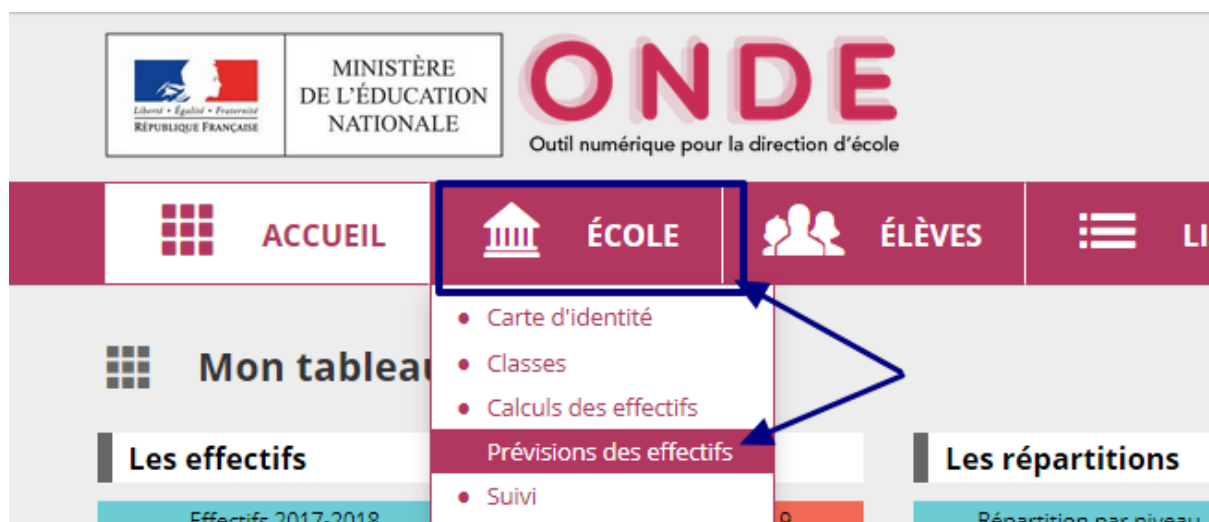 MINISTÈRE
DE L'ÉDUCATION
NATIONALE
Liberté • Égalité • Fraternité
RÉPUBLIQUE FRANÇAISE
ONDE
Outil numérique pour la direction d'école
ACCUEIL
ÉCOLE
ÉLÈVES
LI
• Carte d'identité
• Classes
• Calculs des effectifs
Prévisions des effectifs
• Suivi
Mon tableau
Les effectifs
Les répartitions
Effectifs 2017-2018
9
Répartition par niveau